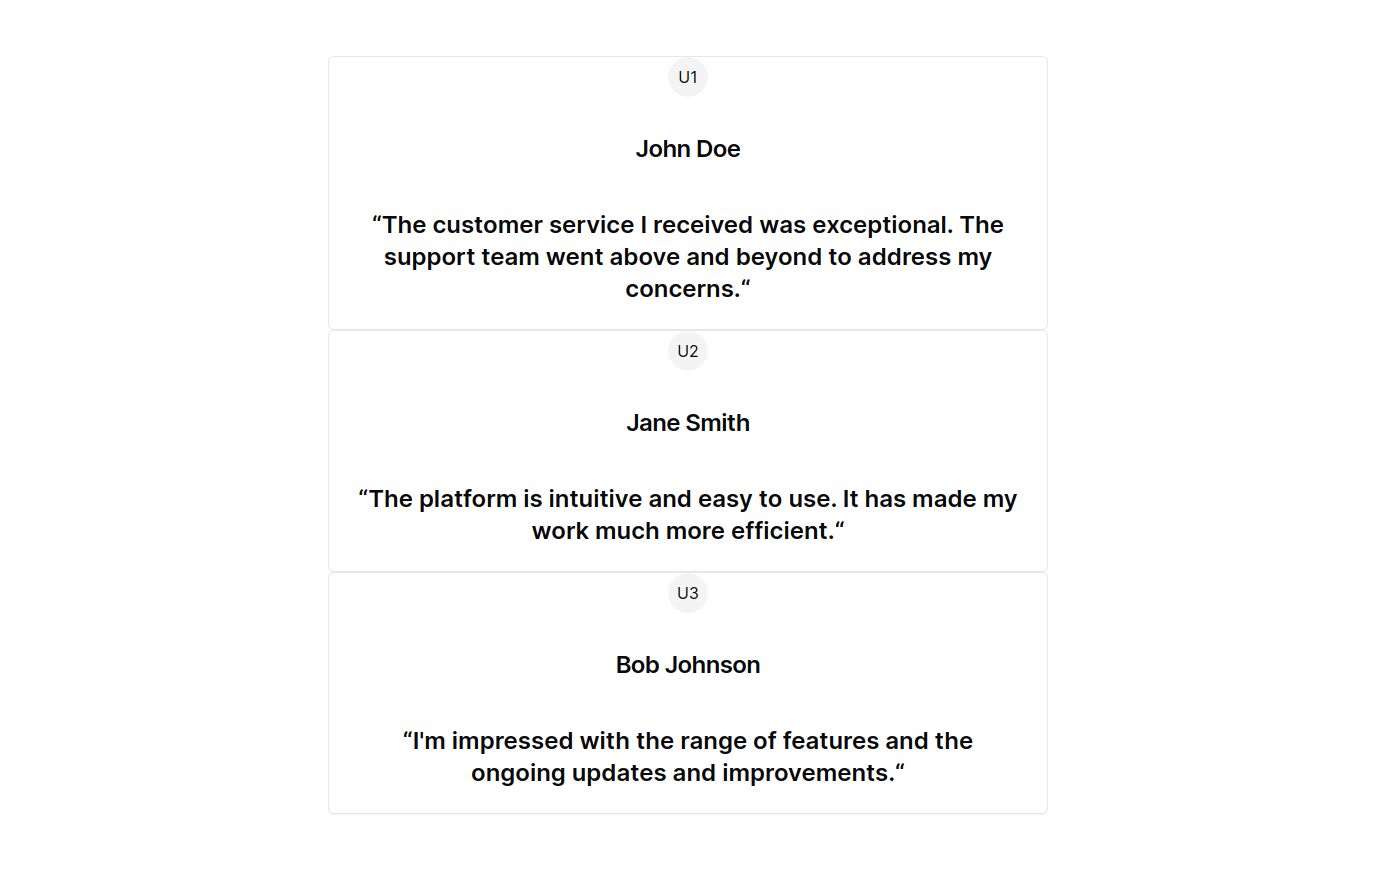 U1
John Doe
“The customer service I received was exceptional. The
support team went above and beyond to address my
concerns.“
U2
Jane Smith
“The platform is intuitive and easy to use. It has made my
work much more efficient.“
U3
Bob Johnson
“I'm impressed with the range of features and the
ongoing updates and improvements.“